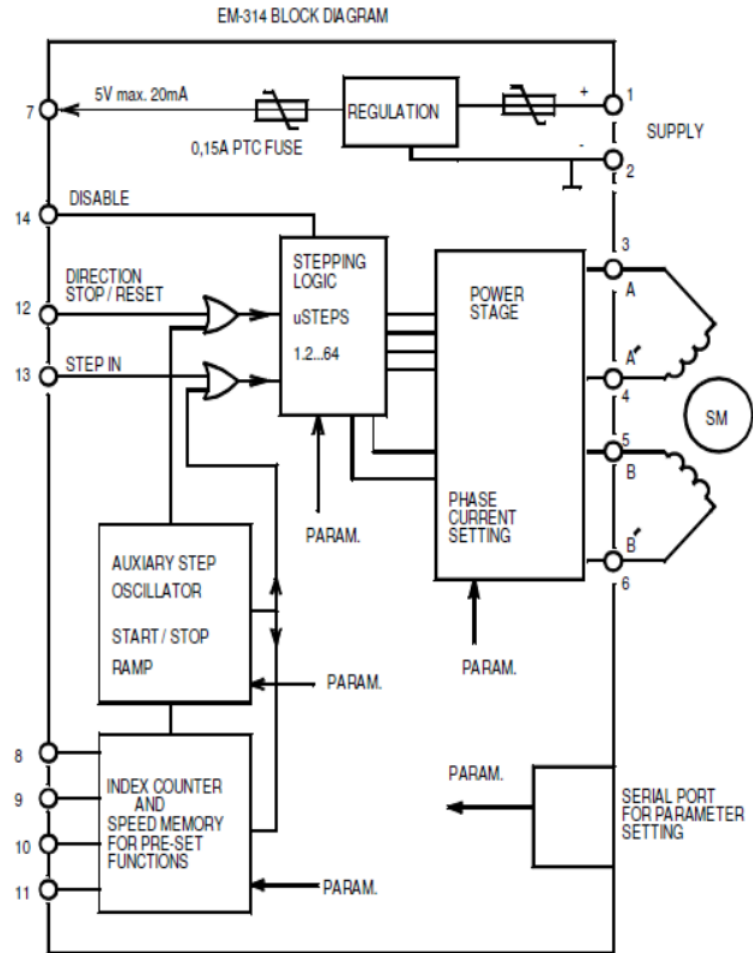 EM-314 BLOCK DIAGRAM
5V max. 20mA
7
0,15A PTC FUSE
REGULATION
+
1
SUPPLY
-
2
DISABLE
14
DIRECTION
STOP / RESET
12
STEP IN
13
STEPPING
LOGIC
uSTEPS
1.2...64
PARAM.
POWER
STAGE
PHASE
CURRENT
SETTING
PARAM.
3
A
A'
4
5
B
B'
6
SM
AUXIARY STEP
OSCILLATOR
START / STOP
RAMP
PARAM.
8
9
10
11
INDEX COUNTER
AND
SPEED MEMORY
FOR PRE-SET
FUNCTIONS
PARAM.
PARAM.
SERIAL PORT
FOR PARAMETER
SETTING